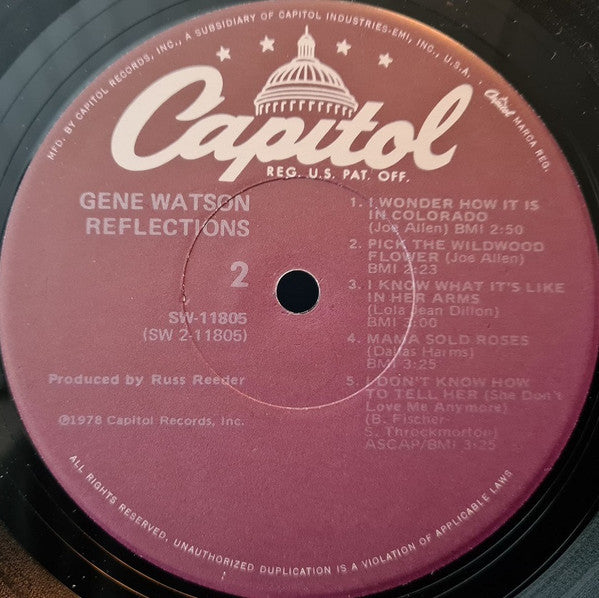 MFD. BY CAPITOL RECORDS, INC., A SUBSIDIARY OF CAPITOL INDUSTRIES-EMI, INC., U.S.A.
Capitol
Capitol MARCA REG.
REG. U.S. PAT. OFF.
GENE WATSON
REFLECTIONS
2
SW-11805
(SW 2-11805)
Produced by Russ Reeder
℗1978 Capitol Records, Inc.
1. I WONDER HOW IT IS
IN COLORADO
(Joe Allen) BMI 2:50
2. PICK THE WILDWOOD
FLOWER (Joe Allen)
BMI 2:23
3. I KNOW WHAT IT'S LIKE
IN HER ARMS
(Lola Jean Dillon)
BMI 3:00
4. MAMA SOLD ROSES
(Dallas Harms)
BMI 3:25
5. I DON'T KNOW HOW
TO TELL HER (She Don't
Love Me Anymore)
(B. Fischer-
S. Throckmorton)
ASCAP/BMI 3:25
ALL RIGHTS RESERVED. UNAUTHORIZED DUPLICATION IS A VIOLATION OF APPLICABLE LAWS